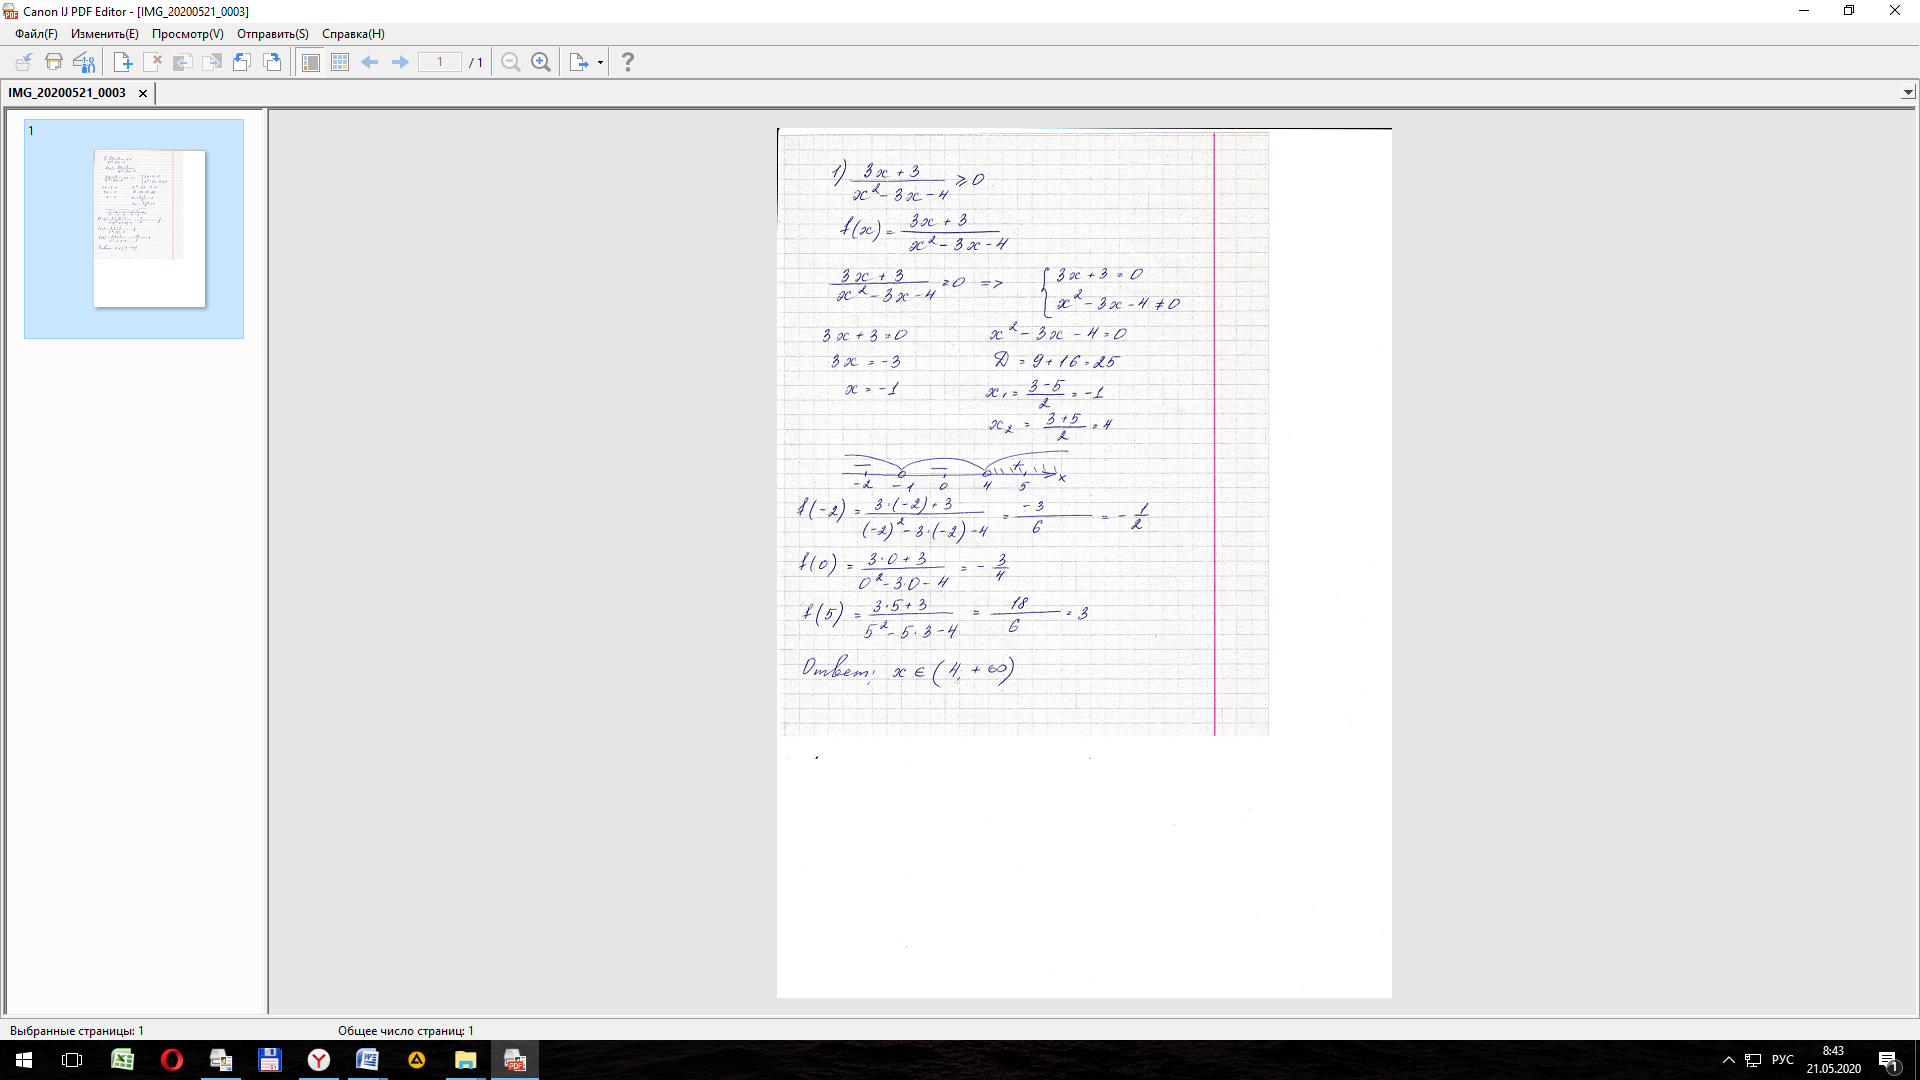 Canon IJ PDF Editor - [IMG_20200521_0003]
Файл(F) Изменить(E) Просмотр(V) Отправить(S) Справка(H)
1 / 1
IMG_20200521_0003
1
1) (3x + 3)/(x² - 3x - 4) ⩾ 0
f(x) = (3x + 3)/(x² - 3x - 4)
(3x + 3)/(x² - 3x - 4) = 0 => { 3x + 3 = 0
x² - 3x - 4 ≠ 0
3x + 3 = 0 x² - 3x - 4 = 0
3x = -3 D = 9 + 16 = 25
x = -1 x₁ = (3 - 5)/2 = -1
x₂ = (3 + 5)/2 = 4
— — +
-2 -1 0 4 5 x
f(-2) = (3·(-2) + 3)/((-2)² - 3·(-2) - 4) = -3/6 = -1/2
f(0) = (3·0 + 3)/(0² - 3·0 - 4) = -3/4
f(5) = (3·5 + 3)/(5² - 5·3 - 4) = 18/6 = 3
Ответ: x ∈ (4; +∞)
Выбранные страницы: 1 Общее число страниц: 1
РУС 8:43
21.05.2020
1